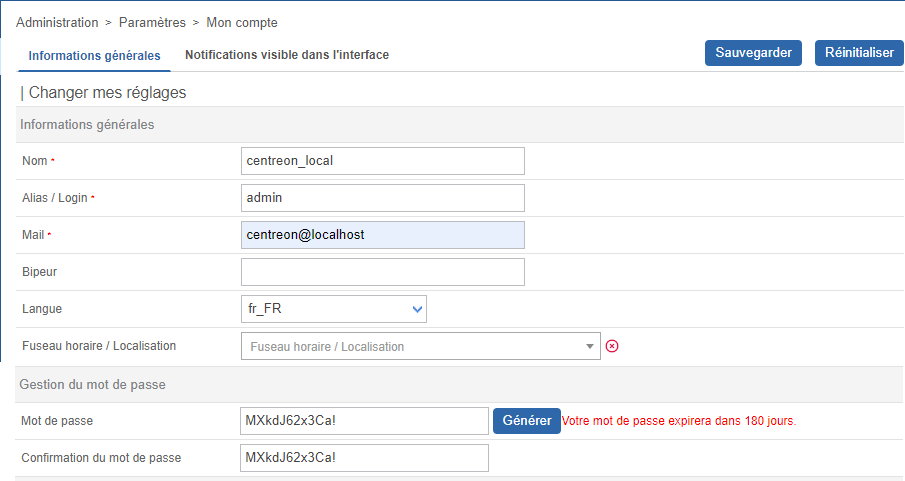 Administration > Paramètres > Mon compte
Informations générales Notifications visible dans l'interface Sauvegarder Réinitialiser
Changer mes réglages
Informations générales
Nom * centreon_local
Alias / Login * admin
Mail * centreon@localhost
Bipeur
Langue fr_FR
Fuseau horaire / Localisation Fuseau horaire / Localisation
Gestion du mot de passe
Mot de passe MXkdJ62x3Ca! Générer Votre mot de passe expirera dans 180 jours.
Confirmation du mot de passe MXkdJ62x3Ca!